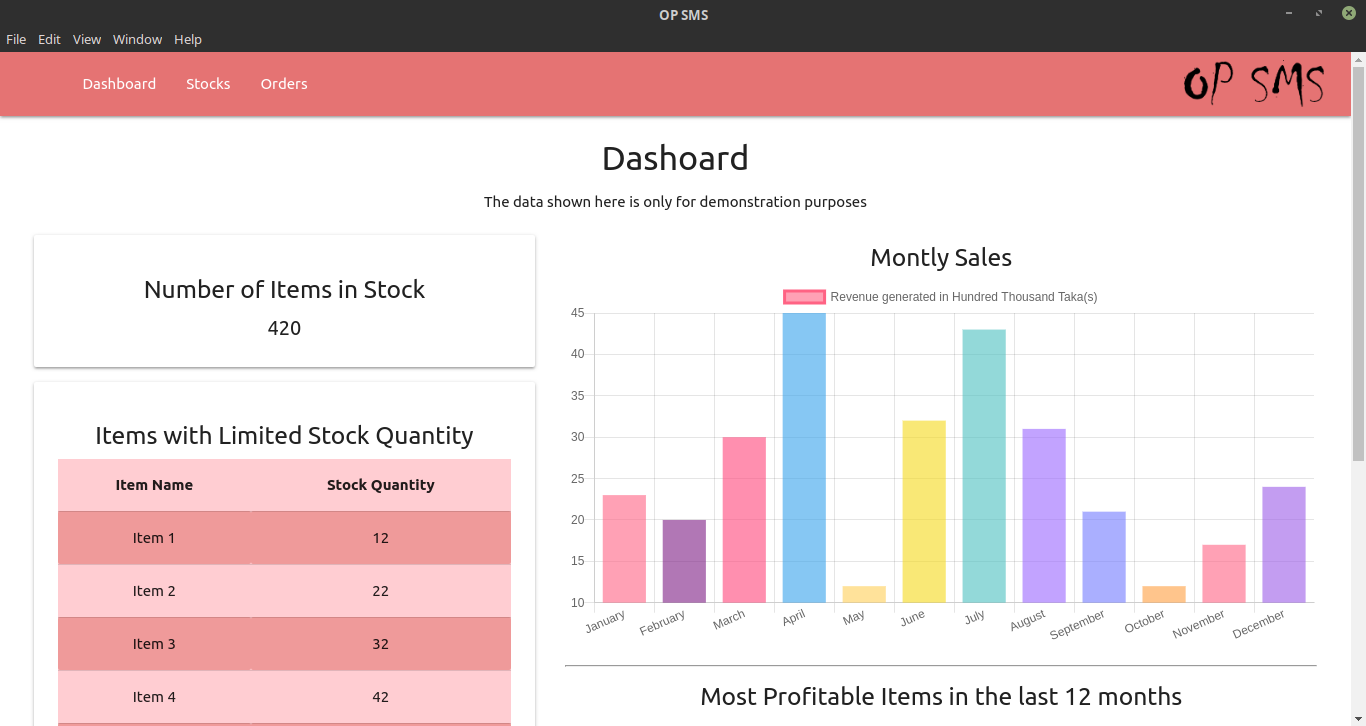 OP SMS
File Edit View Window Help
Dashboard Stocks Orders
OP SMS
Dashoard
The data shown here is only for demonstration purposes
Number of Items in Stock
420
Items with Limited Stock Quantity
Item Name Stock Quantity
Item 1 12
Item 2 22
Item 3 32
Item 4 42
Montly Sales
Revenue generated in Hundred Thousand Taka(s)
45
40
35
30
25
20
15
10
January February March April May June July August September October November December
Most Profitable Items in the last 12 months